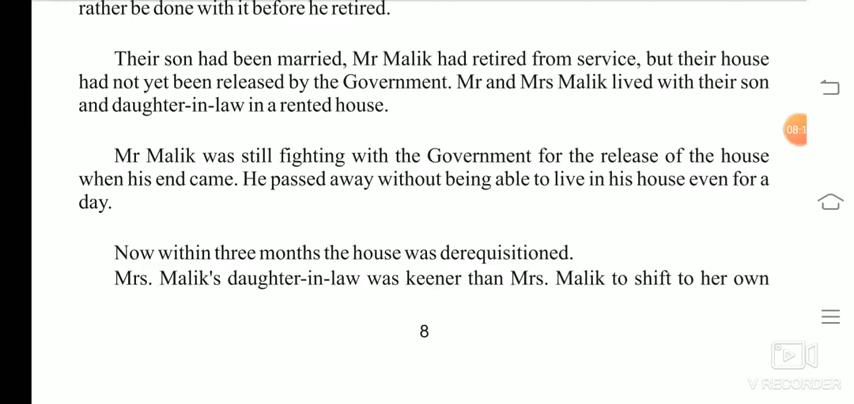 rather be done with it before he retired.
Their son had been married, Mr Malik had retired from service, but their house
had not yet been released by the Government. Mr and Mrs Malik lived with their son
and daughter-in-law in a rented house.
Mr Malik was still fighting with the Government for the release of the house
when his end came. He passed away without being able to live in his house even for a
day.
Now within three months the house was derequisitioned.
Mrs. Malik's daughter-in-law was keener than Mrs. Malik to shift to her own
8
08:1
V RECORDER